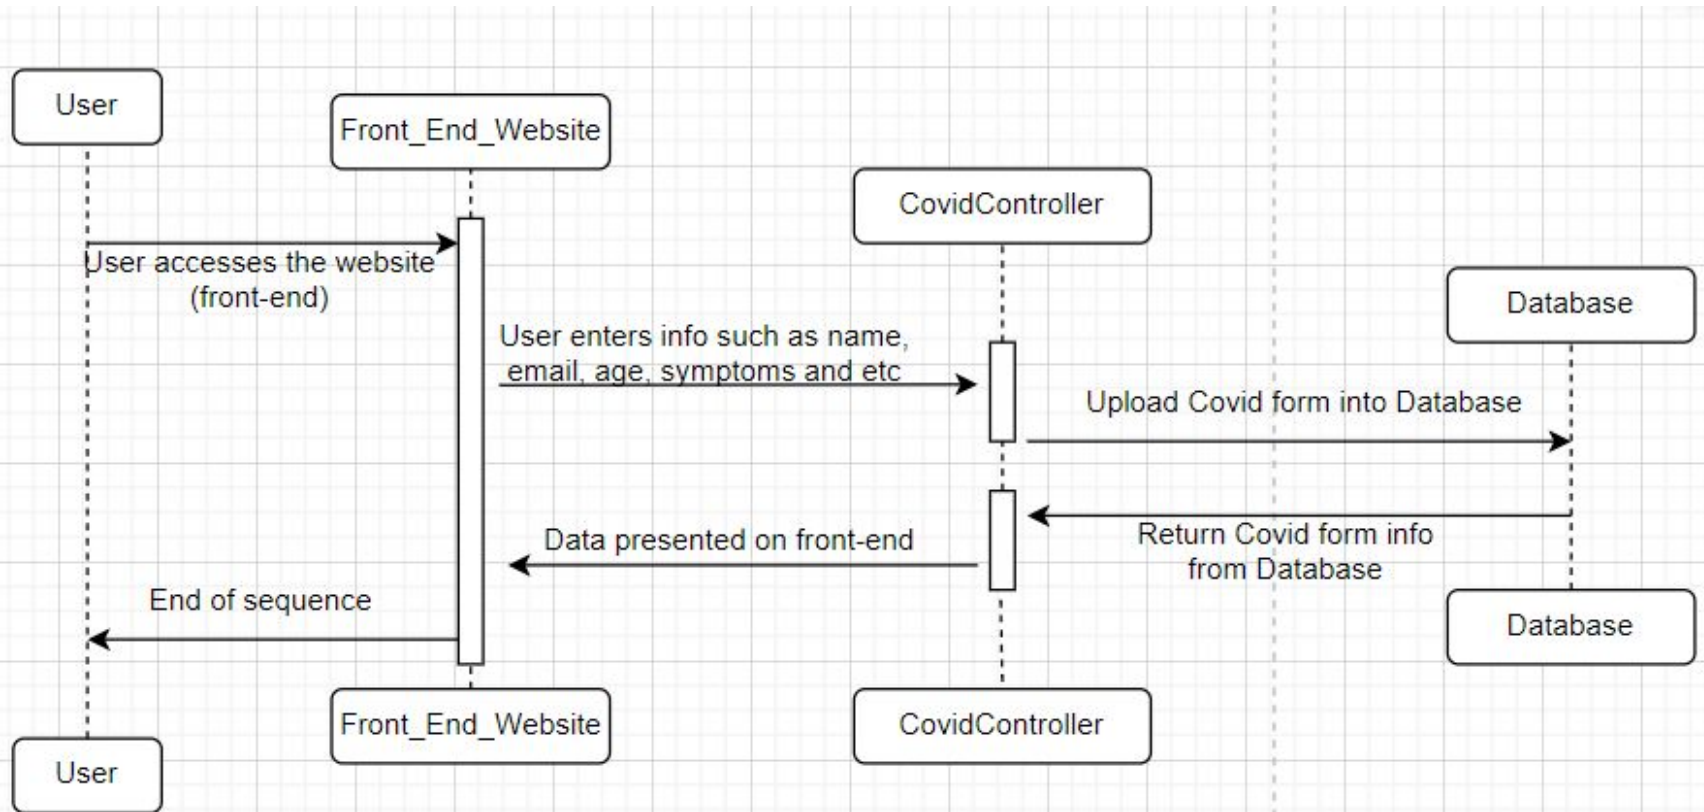 User
Front_End_Website
CovidController
Database
User accesses the website
(front-end)
User enters info such as name,
email, age, symptoms and etc
Upload Covid form into Database
Return Covid form info
from Database
Data presented on front-end
End of sequence
Database
Front_End_Website
CovidController
User